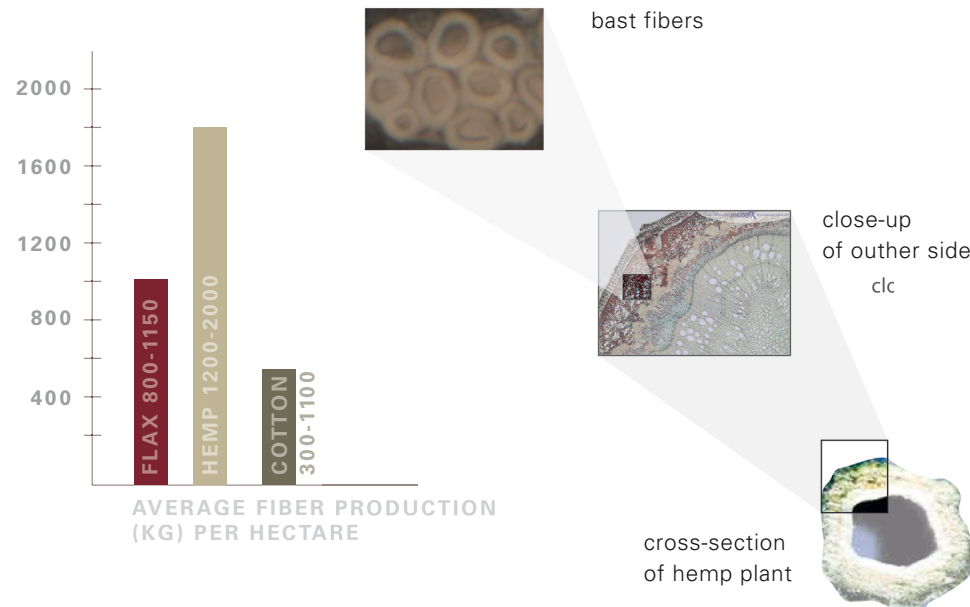 bast fibers
2000
1600
1200
800
400
FLAX 800-1150
HEMP 1200-2000
COTTON
300-1100
AVERAGE FIBER PRODUCTION
(KG) PER HECTARE
close-up
of outher side
clc
cross-section
of hemp plant